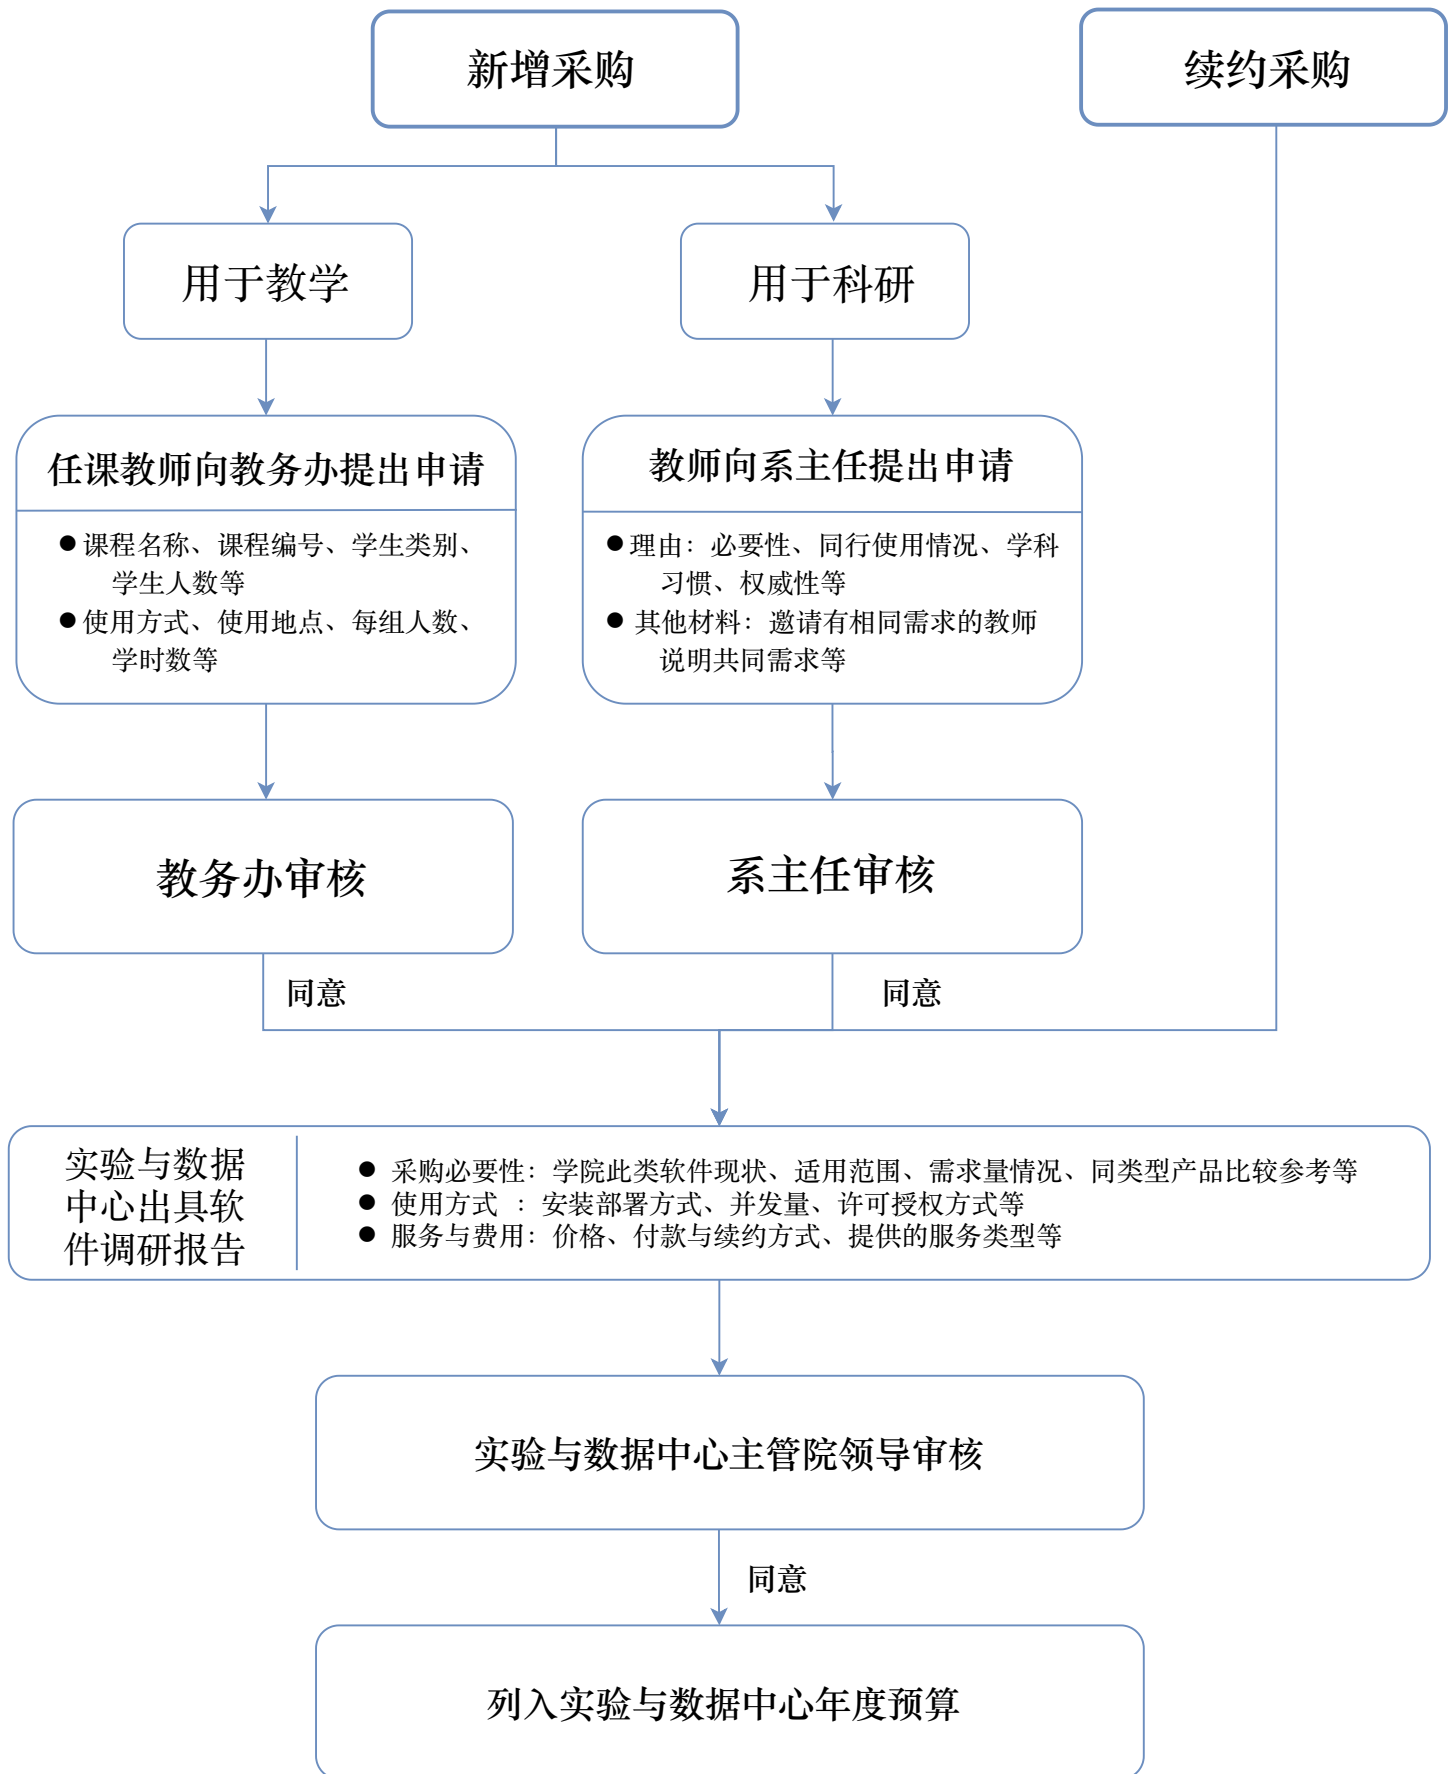 新增采购
续约采购
用于教学
用于科研
任课教师向教务办提出申请
●课程名称、课程编号、学生类别、
学生人数等
●使用方式、使用地点、每组人数、
学时数等
教师向系主任提出申请
●理由：必要性、同行使用情况、学科
习惯、权威性等
● 其他材料：邀请有相同需求的教师
说明共同需求等
教务办审核
系主任审核
同意
同意
实验与数据
中心出具软
件调研报告
● 采购必要性：学院此类软件现状、适用范围、需求量情况、同类型产品比较参考等
● 使用方式 ：安装部署方式、并发量、许可授权方式等
● 服务与费用：价格、付款与续约方式、提供的服务类型等
实验与数据中心主管院领导审核
同意
列入实验与数据中心年度预算